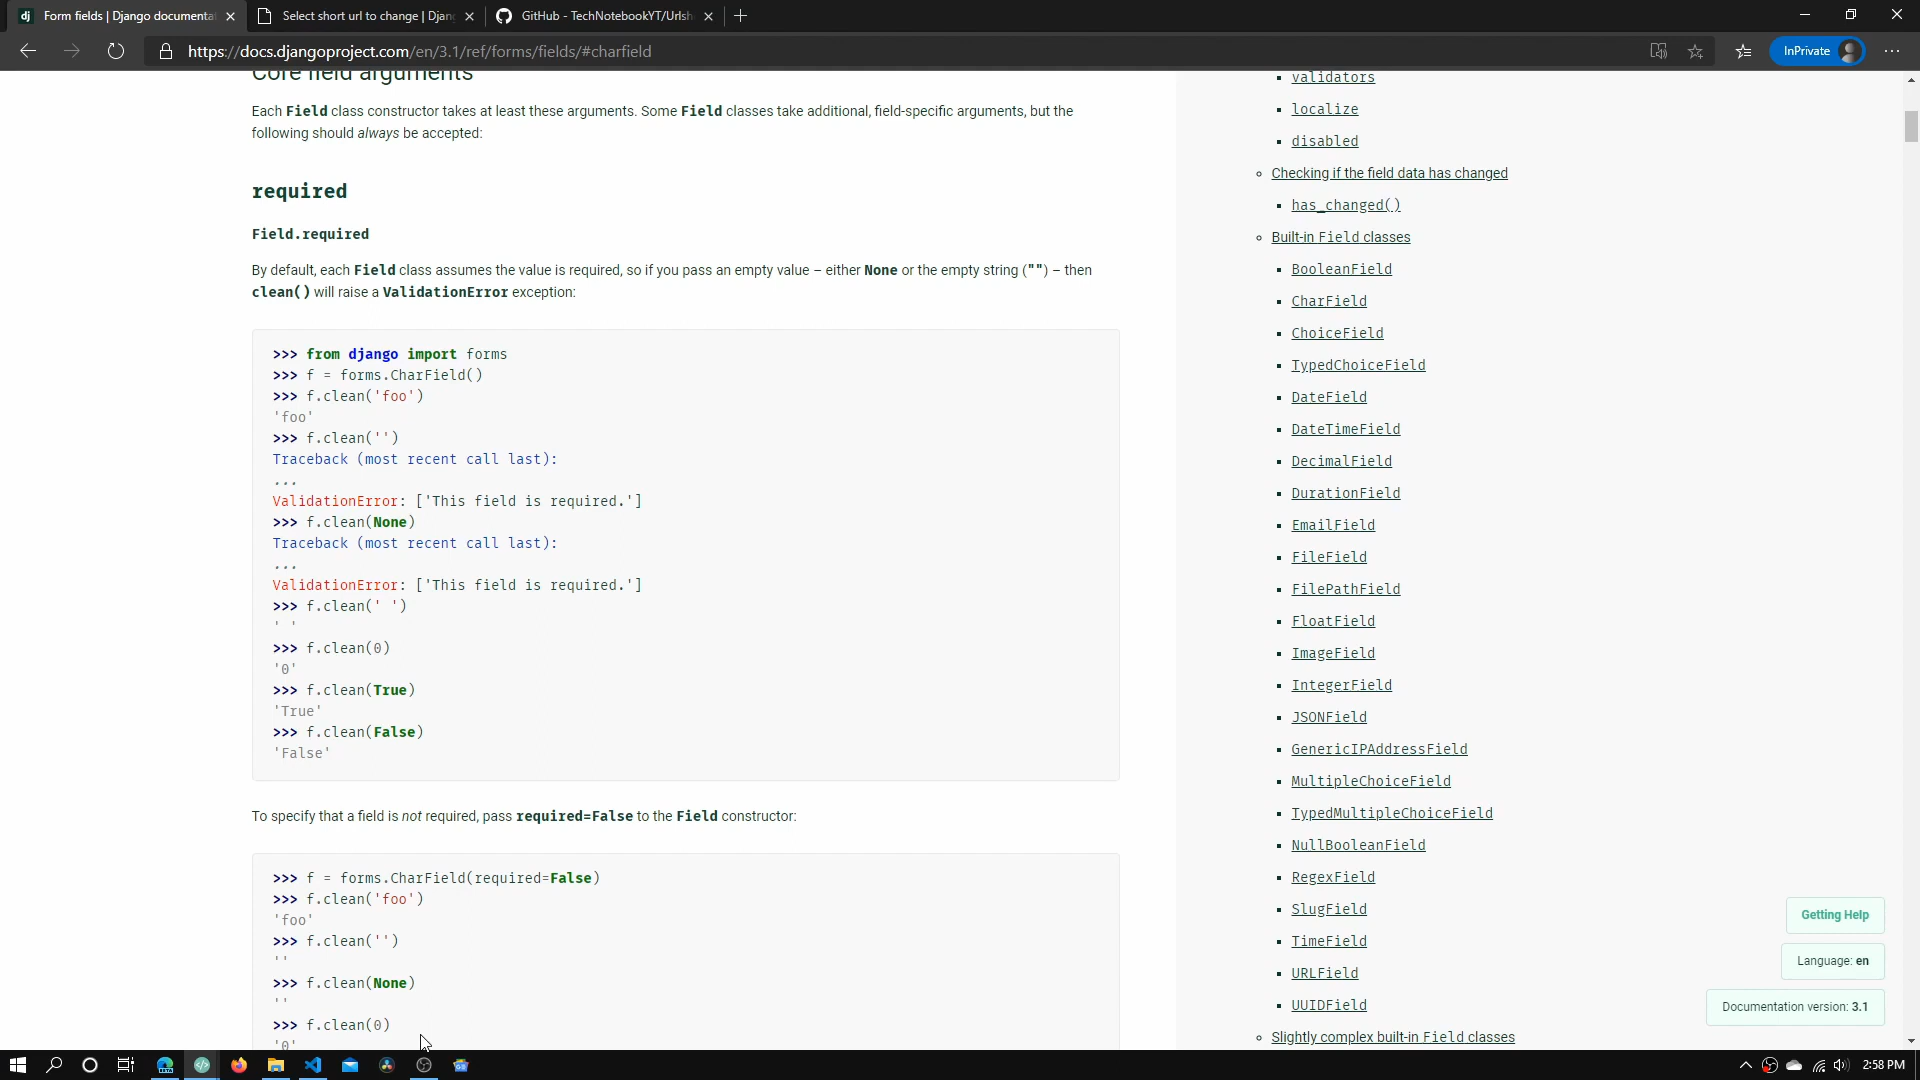 Form fields | Django documenta
Select short url to change | Djan
GitHub - TechNotebookYT/Urlsh
https://docs.djangoproject.com/en/3.1/ref/forms/fields/#charfield
InPrivate
Core field arguments
Each Field class constructor takes at least these arguments. Some Field classes take additional, field-specific arguments, but the
following should always be accepted:
required
Field.required
By default, each Field class assumes the value is required, so if you pass an empty value – either None or the empty string ("") – then
clean() will raise a ValidationError exception:
>>> from django import forms
>>> f = forms.CharField()
>>> f.clean('foo')
'foo'
>>> f.clean('')
Traceback (most recent call last):
...
ValidationError: ['This field is required.']
>>> f.clean(None)
Traceback (most recent call last):
...
ValidationError: ['This field is required.']
>>> f.clean(' ')
' '
>>> f.clean(0)
'0'
>>> f.clean(True)
'True'
>>> f.clean(False)
'False'
To specify that a field is not required, pass required=False to the Field constructor:
>>> f = forms.CharField(required=False)
>>> f.clean('foo')
'foo'
>>> f.clean('')
''
>>> f.clean(None)
''
>>> f.clean(0)
'0'
validators
localize
disabled
Checking if the field data has changed
has_changed()
Built-in Field classes
BooleanField
CharField
ChoiceField
TypedChoiceField
DateField
DateTimeField
DecimalField
DurationField
EmailField
FileField
FilePathField
FloatField
ImageField
IntegerField
JSONField
GenericIPAddressField
MultipleChoiceField
TypedMultipleChoiceField
NullBooleanField
RegexField
SlugField
TimeField
URLField
UUIDField
Slightly complex built-in Field classes
Getting Help
Language: en
Documentation version: 3.1
2:58 PM